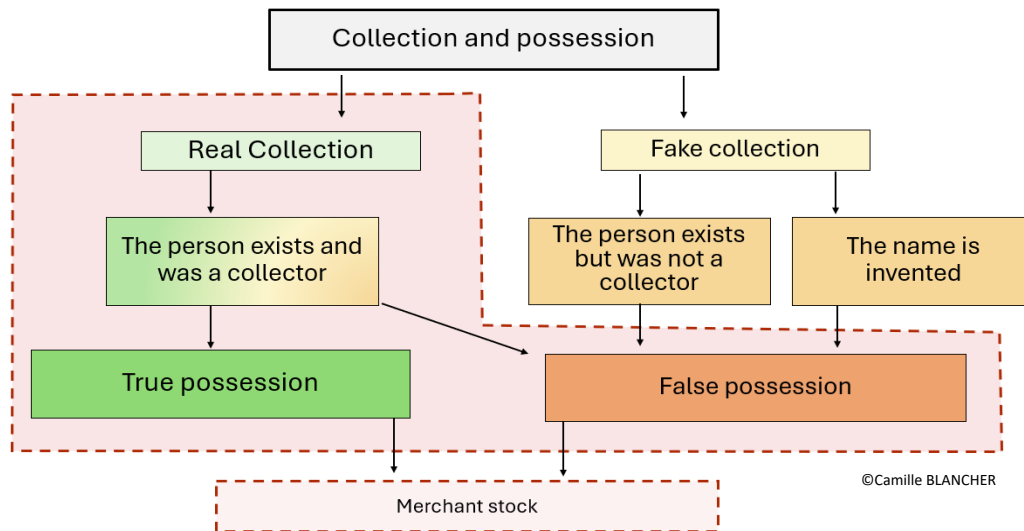 Collection and possession
Real Collection
Fake collection
The person exists and
was a collector
The person exists
but was not a
collector
The name is
invented
True possession
False possession
©Camille BLANCHER
Merchant stock